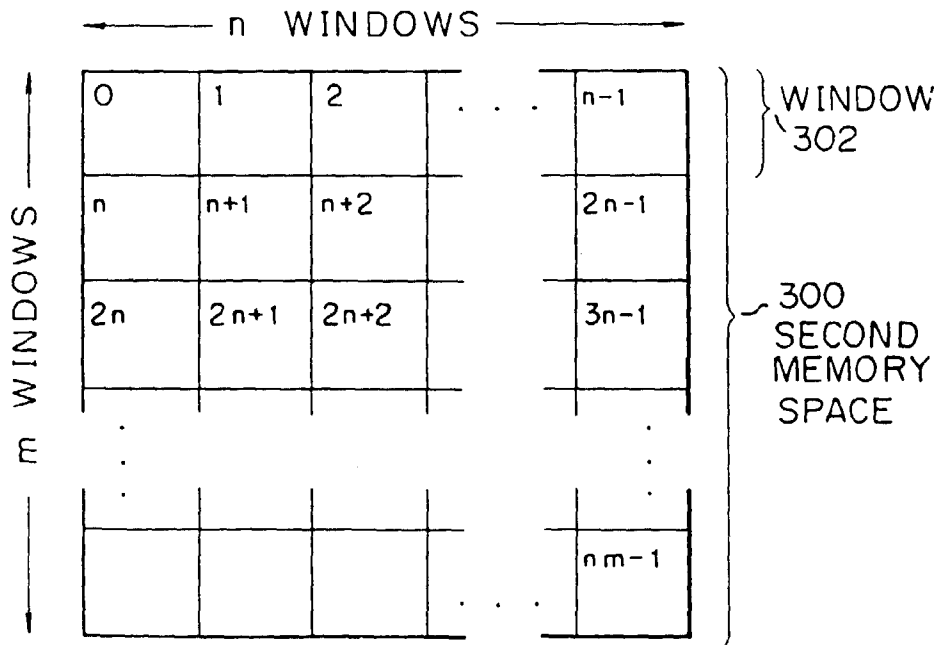 n WINDOWS
m WINDOWS
0 1 2 . . . n-1
n n+1 n+2 2n-1
2n 2n+1 2n+2 3n-1
. . . . . .
nm-1
. . .
WINDOW
302
300
SECOND
MEMORY
SPACE